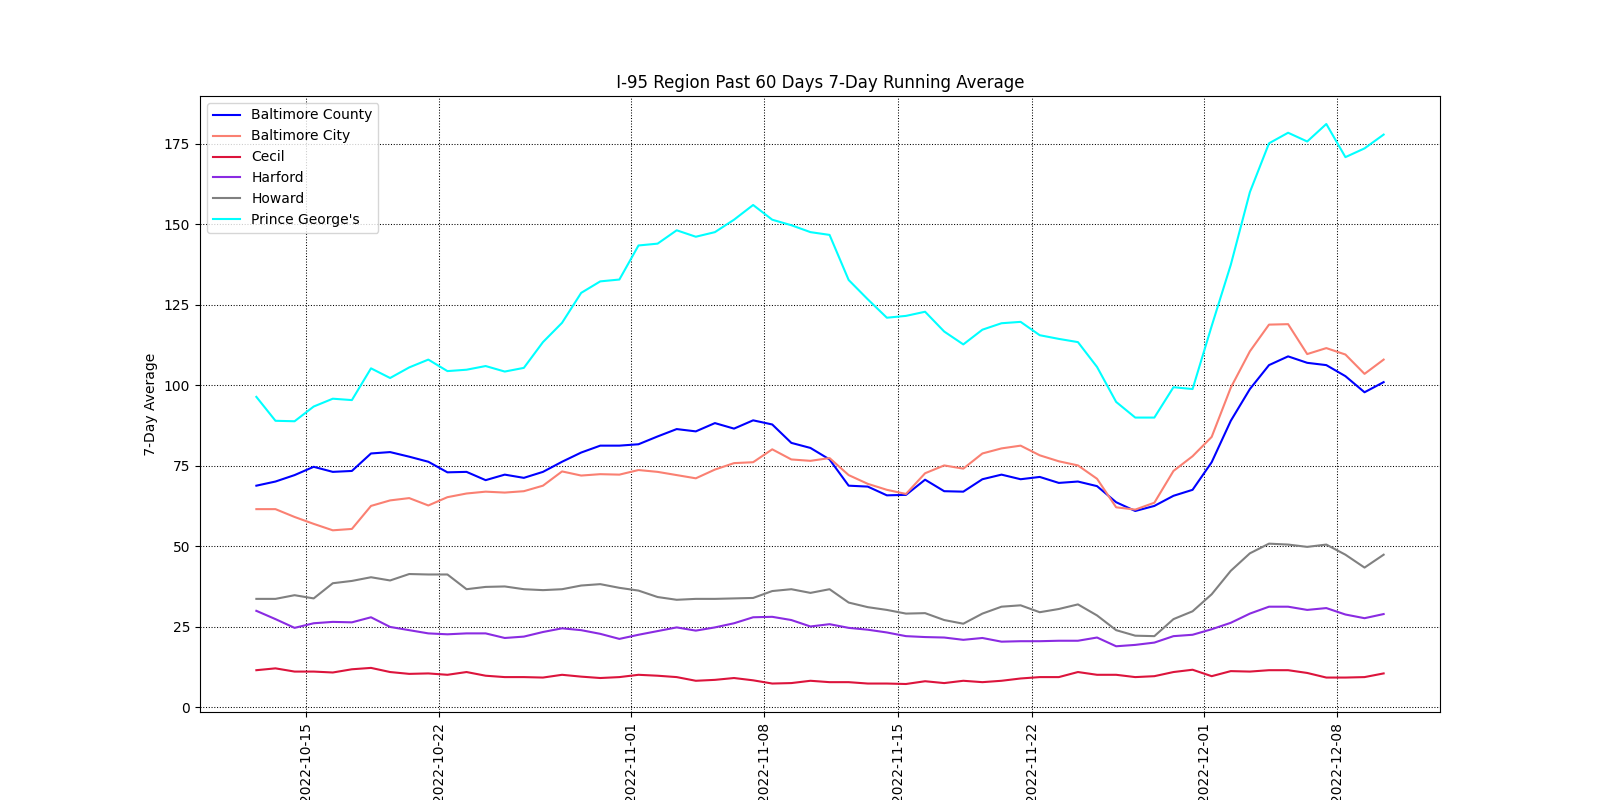 I-95 Region Past 60 Days 7-Day Running Average
Baltimore County
Baltimore City
Cecil
Harford
Howard
Prince George's
7-Day Average
175
150
125
100
75
50
25
0
2022-10-15
2022-10-22
2022-11-01
2022-11-08
2022-11-15
2022-11-22
2022-12-01
2022-12-08